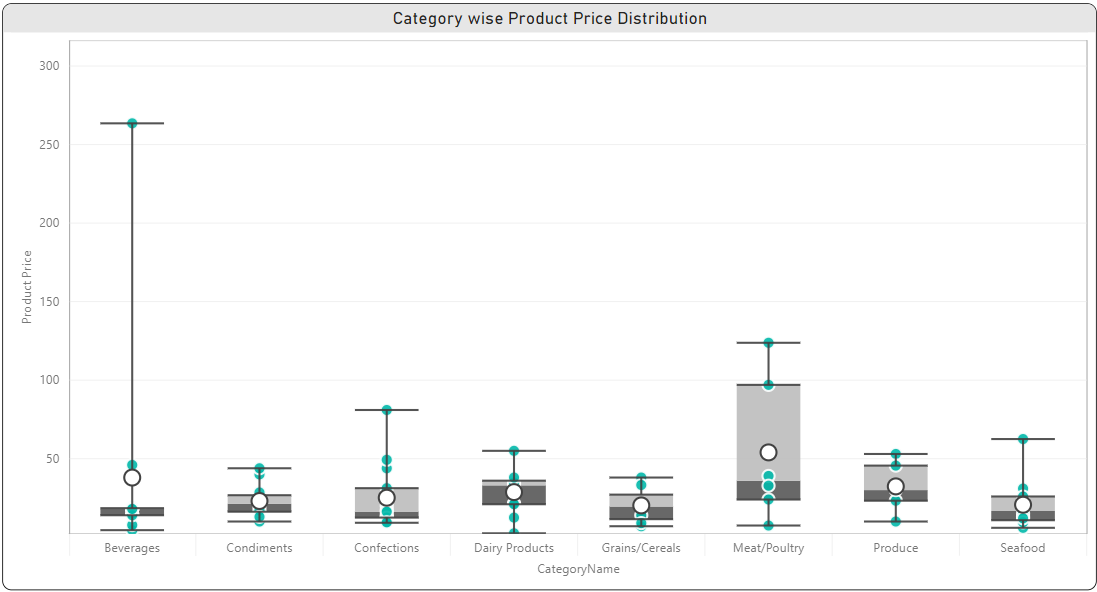 Category wise Product Price Distribution
300
250
200
150
100
50
Product Price
Beverages
Condiments
Confections
Dairy Products
Grains/Cereals
Meat/Poultry
Produce
Seafood
CategoryName